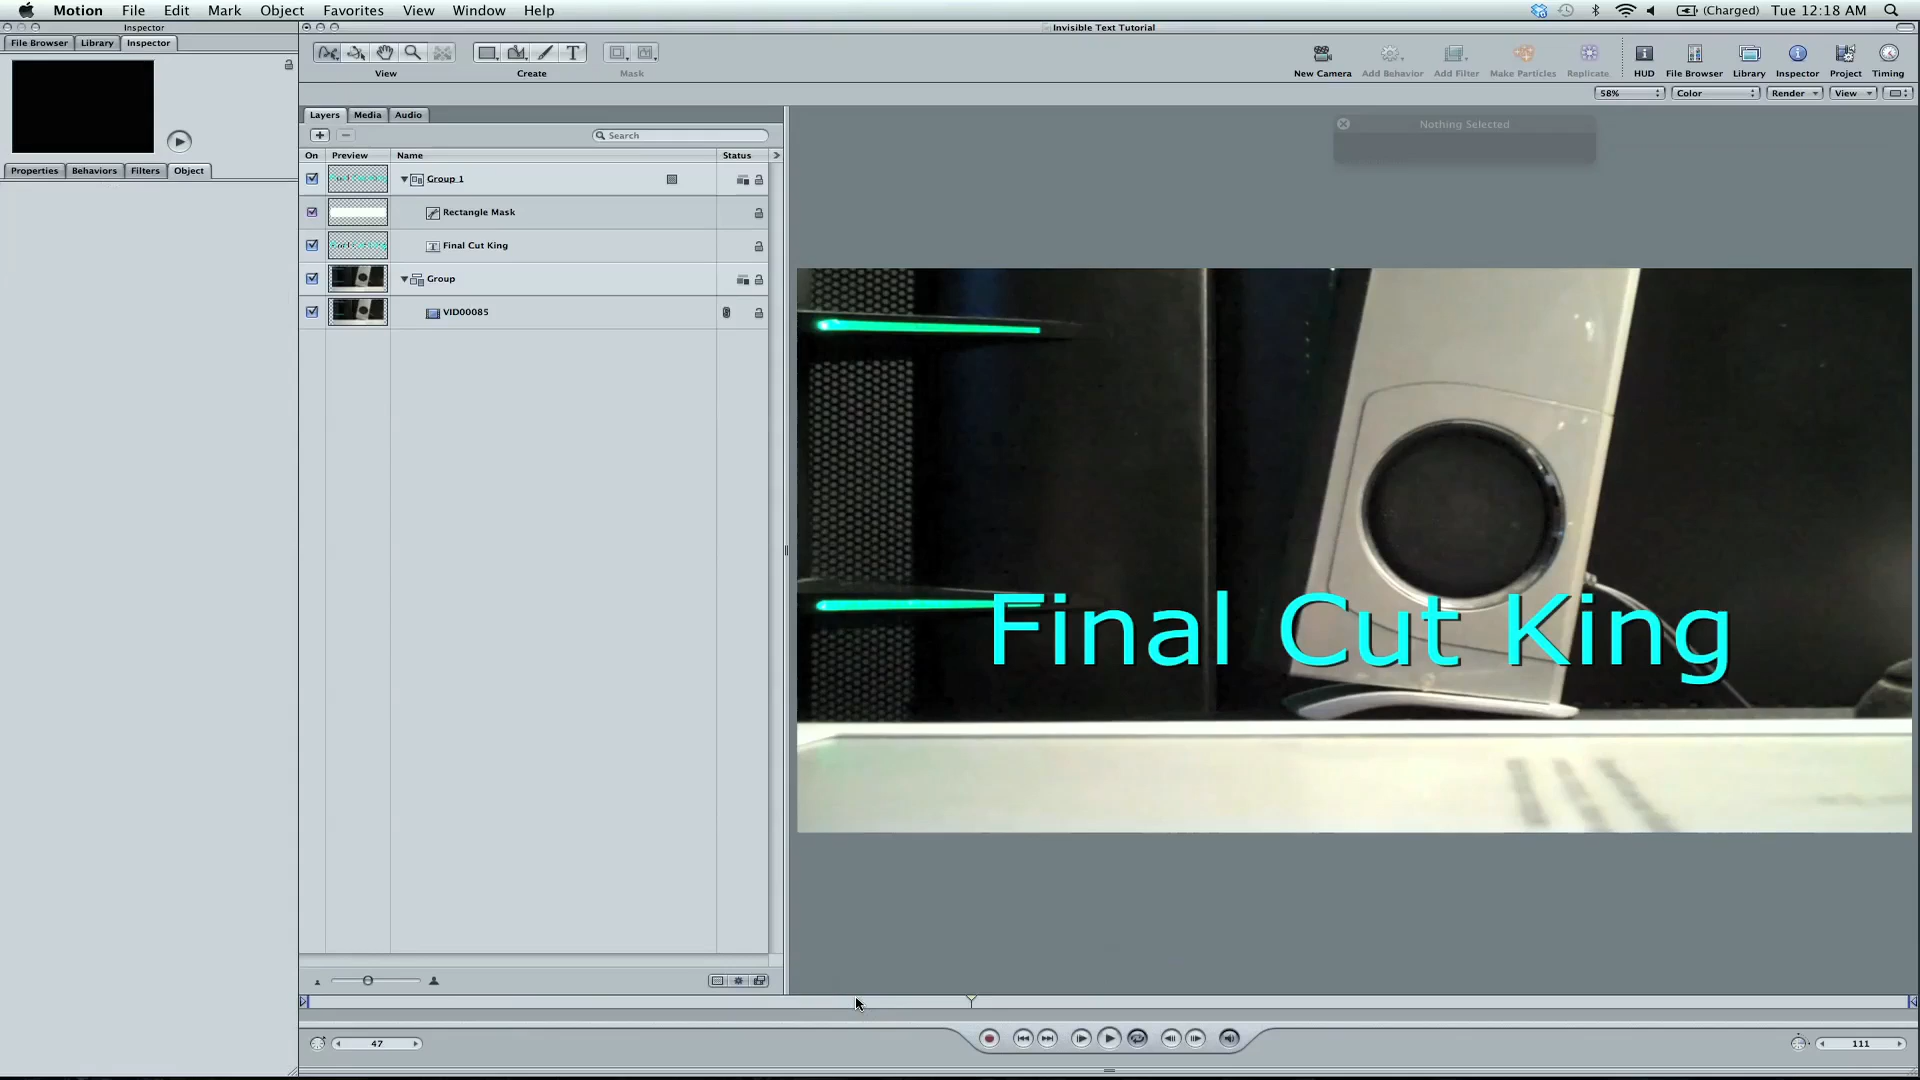 Motion File Edit Mark Object Favorites View Window Help (Charged) Tue 12:18 AM
Inspector Invisible Text Tutorial
File Browser Library Inspector
View Create Mask New Camera Add Behavior Add Filter Make Particles Replicate HUD File Browser Library Inspector Project Timing
58% Color Render View
Layers Media Audio
Nothing Selected
Search
On Preview Name Status
Properties Behaviors Filters Object
Group 1
Rectangle Mask
Final Cut King
Group
VID00085
Final Cut King
47
111